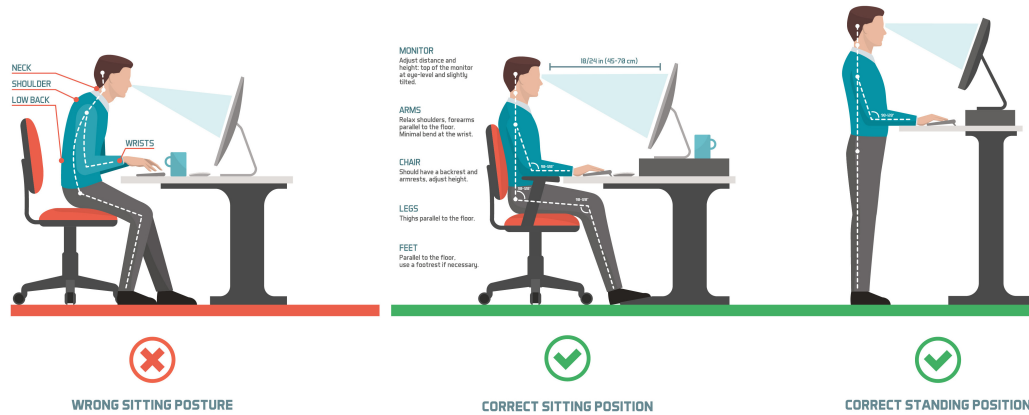 NECK
SHOULDER
LOW BACK
WRISTS
WRONG SITTING POSTURE
MONITOR
Adjust distance and
height: top of the monitor
at eye-level and slightly
tilted.
ARMS
Relax shoulders, forearms
parallel to the floor.
Minimal bend at the wrist.
CHAIR
Should have a backrest and
armrests, adjust height.
LEGS
Thighs parallel to the floor.
FEET
Parallel to the floor,
use a footrest if necessary.
18/24 in (45-70 cm)
CORRECT SITTING POSITION
CORRECT STANDING POSITION